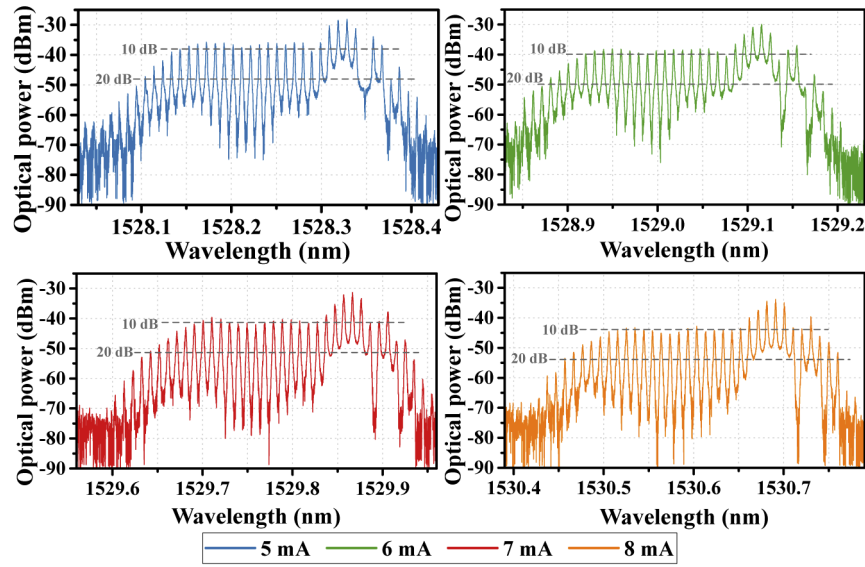 -30
-40
-50
-60
-70
-80
-90
Optical power (dBm)
10 dB
20 dB
1528.1 1528.2 1528.3 1528.4
Wavelength (nm)
-30
-40
-50
-60
-70
-80
-90
Optical power (dBm)
10 dB
20 dB
1528.9 1529.0 1529.1 1529.2
Wavelength (nm)
-30
-40
-50
-60
-70
-80
-90
Optical power (dBm)
10 dB
20 dB
1529.6 1529.7 1529.8 1529.9
Wavelength (nm)
-30
-40
-50
-60
-70
-80
-90
Optical power (dBm)
10 dB
20 dB
1530.4 1530.5 1530.6 1530.7
Wavelength (nm)
5 mA 6 mA 7 mA 8 mA